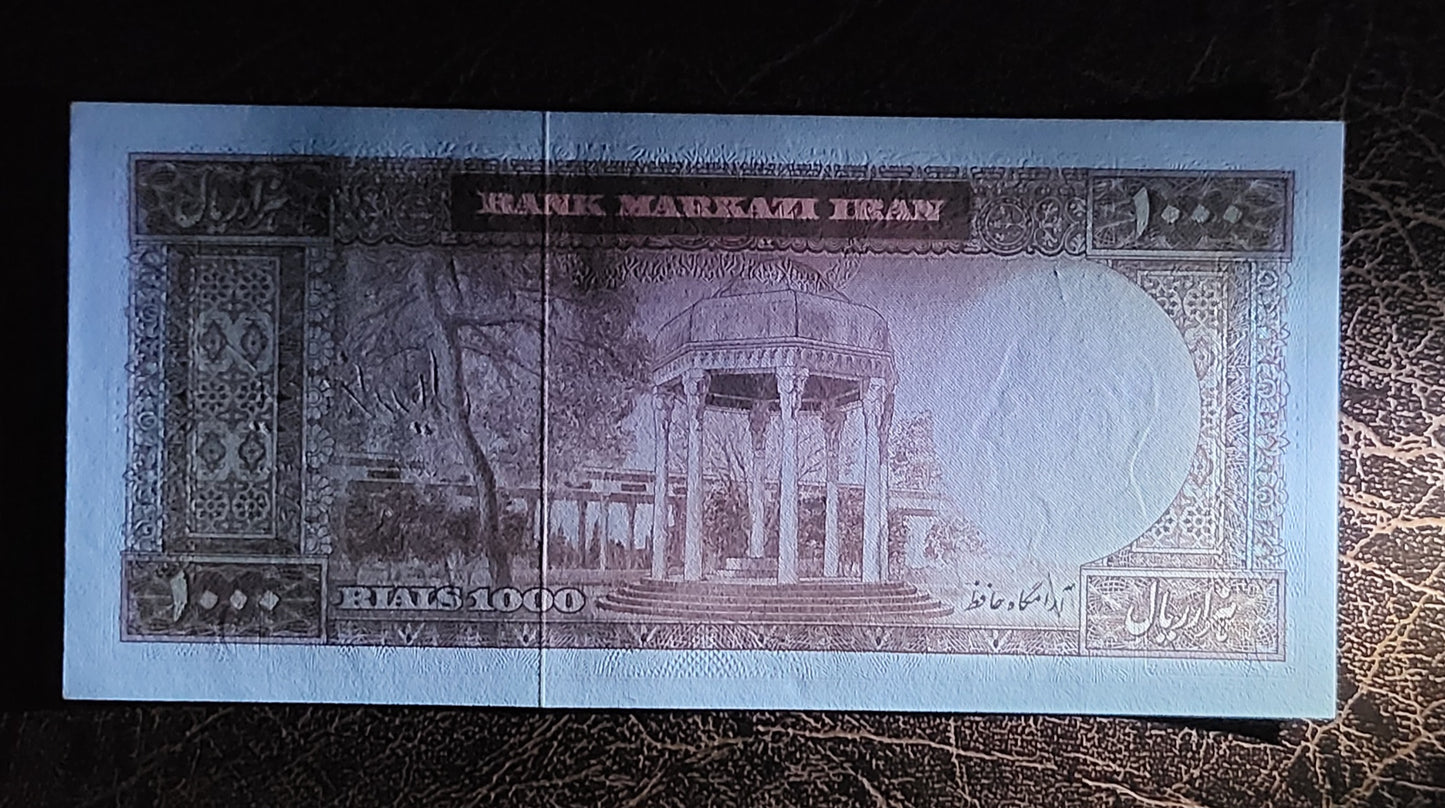 هزار ریال
BANK MARKAZI IRAN
۱۰۰۰
۱۰۰۰
RIALS 1000
آرامگاه حافظ
هزار ریال